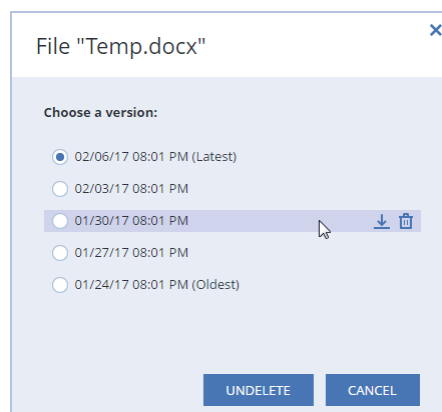 File "Temp.docx"
Choose a version:
02/06/17 08:01 PM (Latest)
02/03/17 08:01 PM
01/30/17 08:01 PM
01/27/17 08:01 PM
01/24/17 08:01 PM (Oldest)
UNDELETE CANCEL